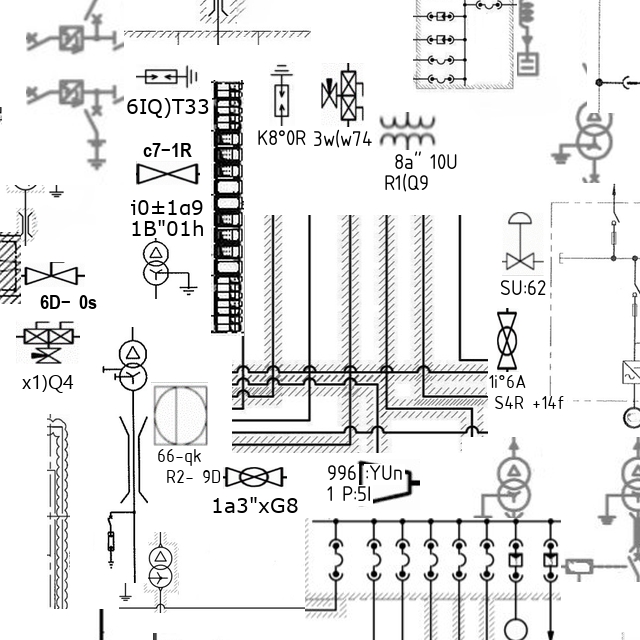 6IQ)T33
K8°0R
3w(w74
8a" 10U
R1(Q9
c7-1R
i0±1a9
1B"01h
6D- 0s
SU:62
x1)Q4
1i°6A
S4R +14f
66-qk
R2- 9D
1a3"xG8
996 :YUn
1 P:5